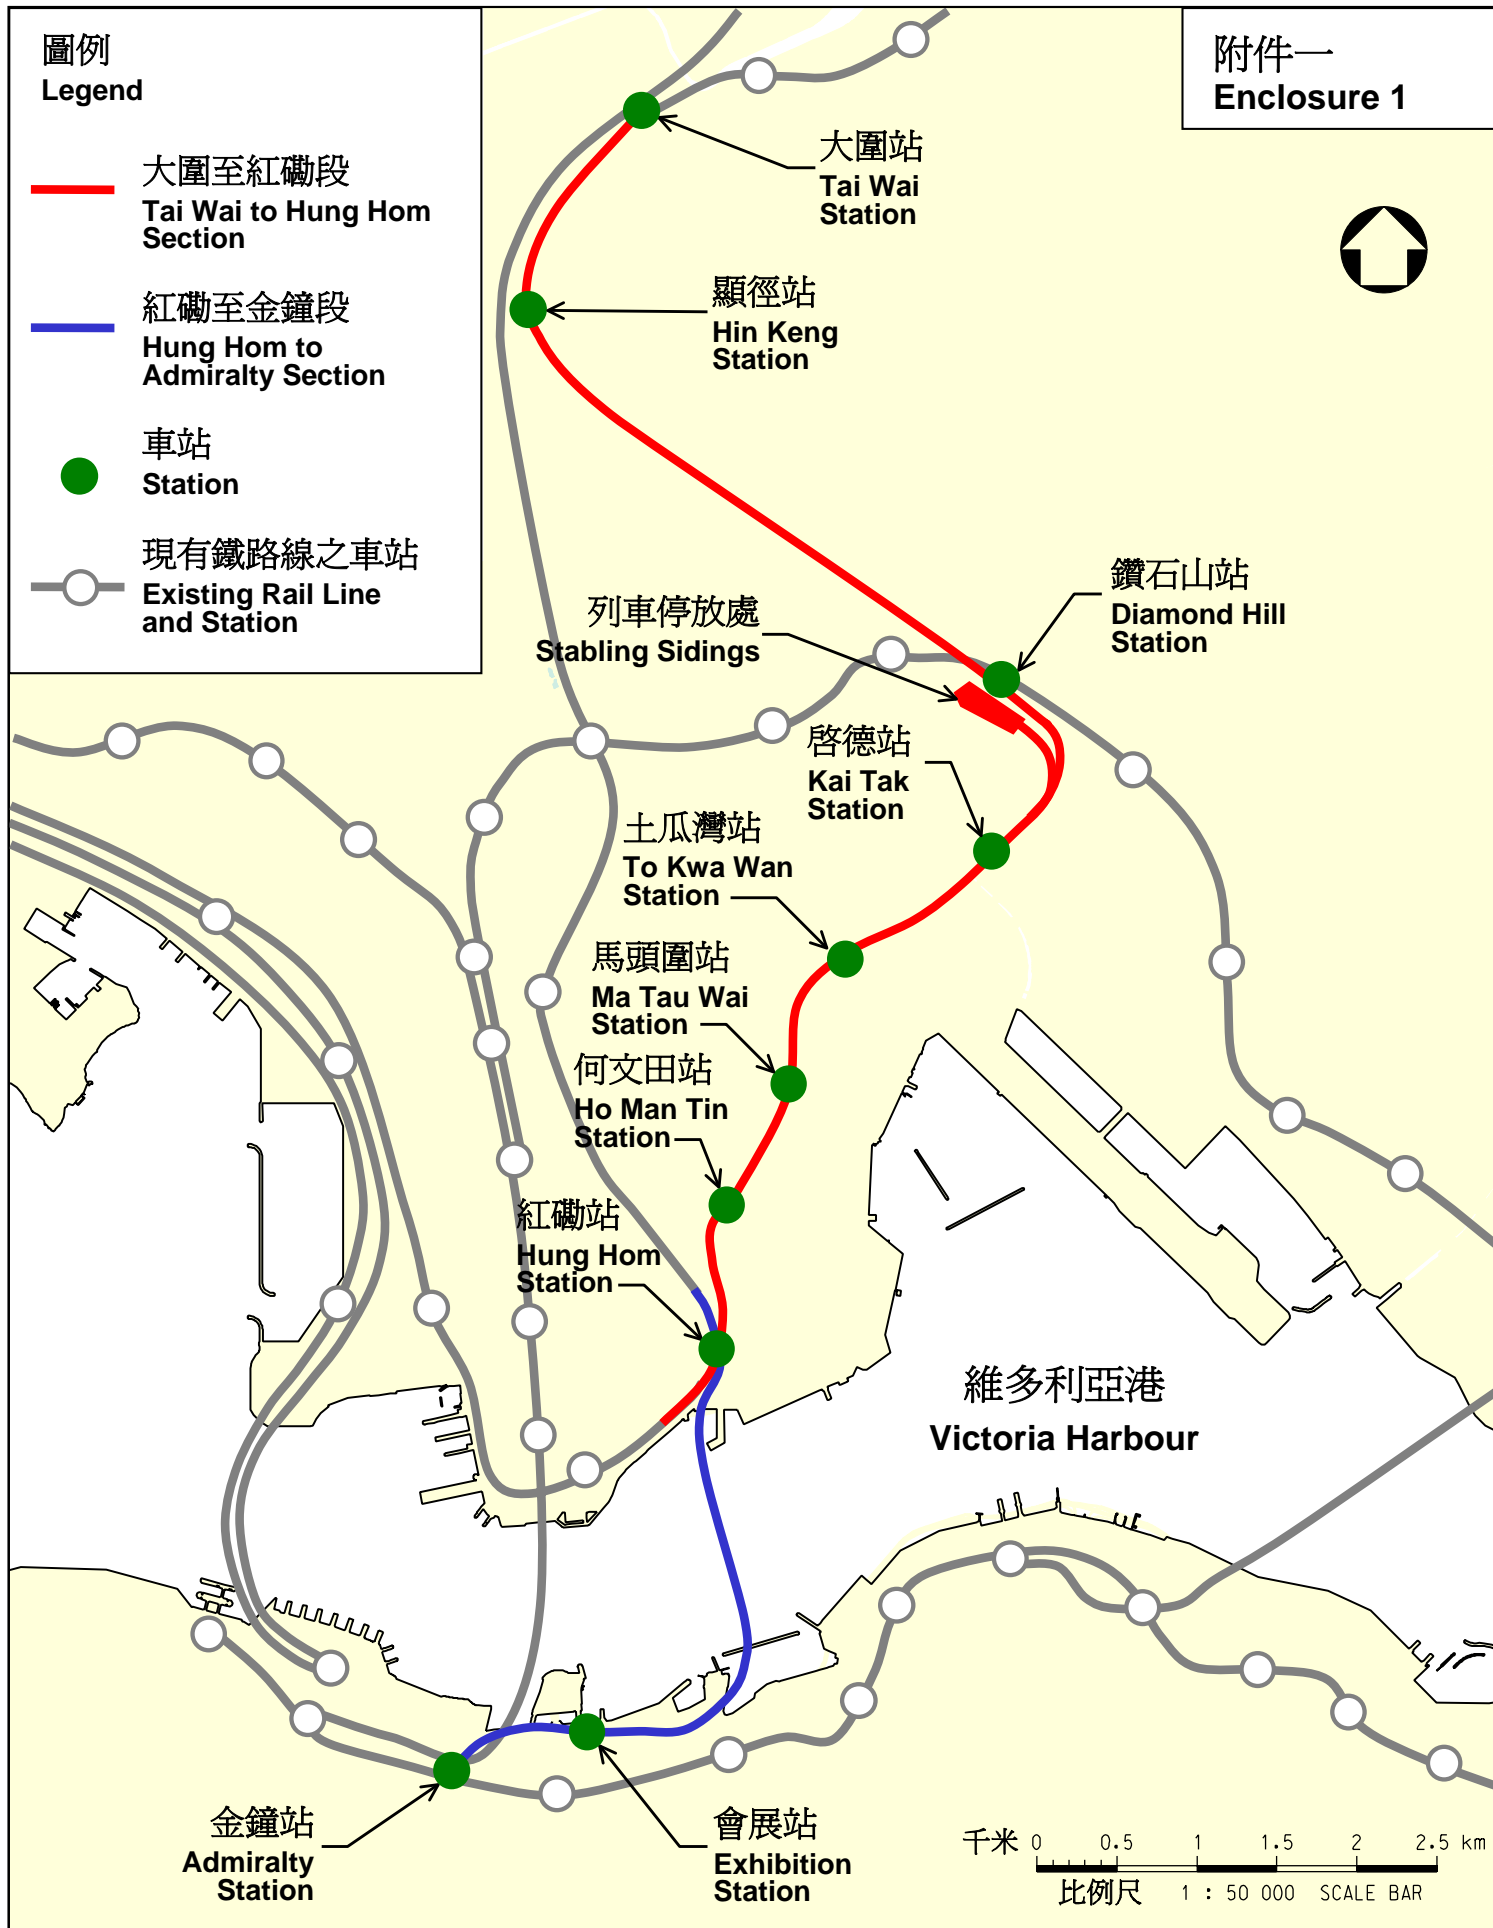 圖例
Legend
大圍至紅磡段
Tai Wai to Hung Hom
Section
紅磡至金鐘段
Hung Hom to
Admiralty Section
車站
Station
現有鐵路線之車站
Existing Rail Line
and Station
附件一
Enclosure 1
大圍站
Tai Wai
Station
顯徑站
Hin Keng
Station
鑽石山站
Diamond Hill
Station
列車停放處
Stabling Sidings
啓德站
Kai Tak
Station
土瓜灣站
To Kwa Wan
Station
馬頭圍站
Ma Tau Wai
Station
何文田站
Ho Man Tin
Station
紅磡站
Hung Hom
Station
維多利亞港
Victoria Harbour
金鐘站
Admiralty
Station
會展站
Exhibition
Station
千米 0 0.5 1 1.5 2 2.5 km
比例尺 1 : 50 000 SCALE BAR